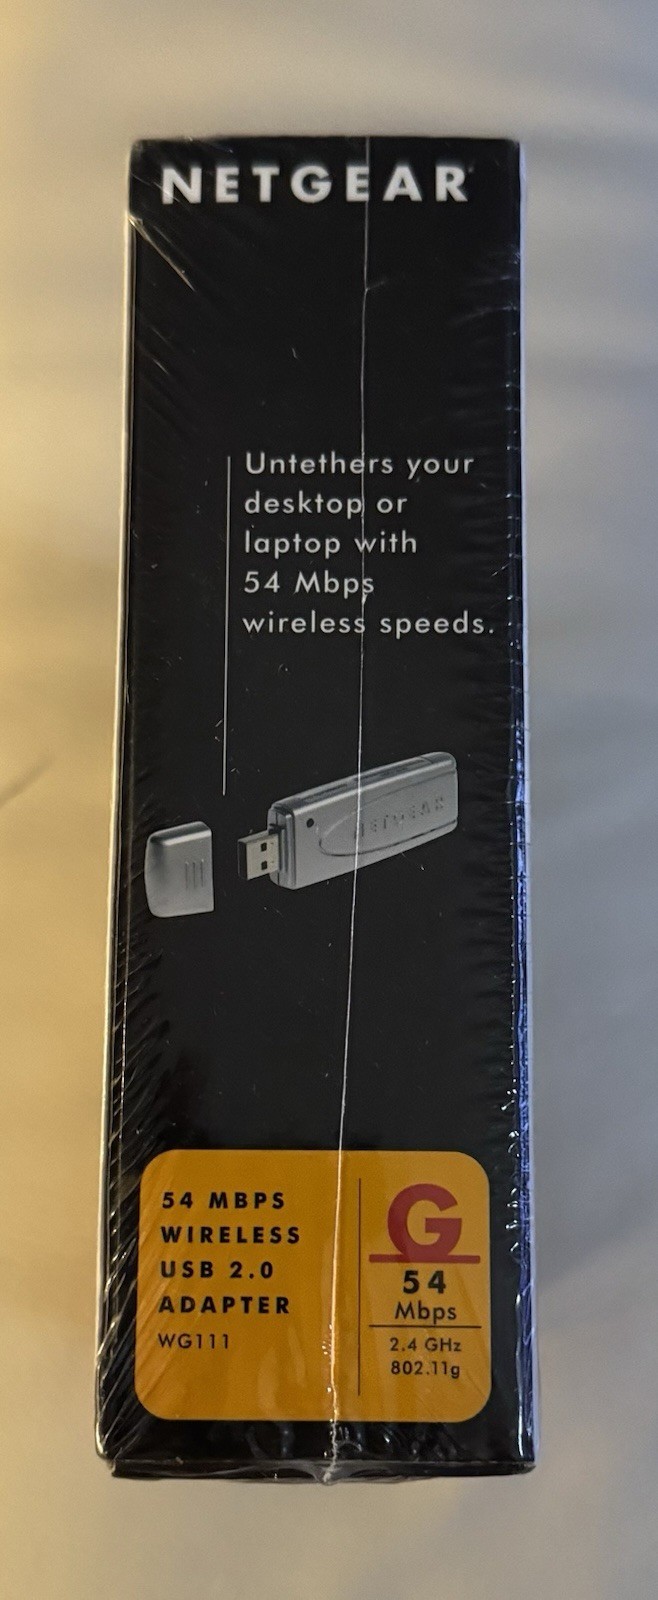 NETGEAR
Untethers your
desktop or
laptop with
54 Mbps
wireless speeds.
NETGEAR
54 MBPS
WIRELESS
USB 2.0
ADAPTER
WG111
G
54
Mbps
2.4 GHz
802.11g